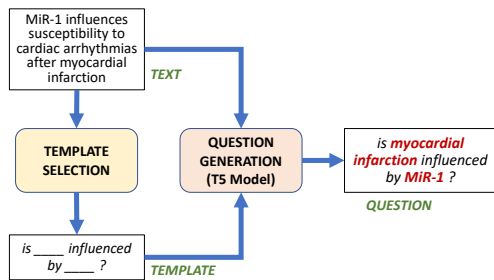 MiR-1 influences
susceptibility to
cardiac arrhythmias
after myocardial
infarction
TEXT
TEMPLATE
SELECTION
QUESTION
GENERATION
(T5 Model)
is myocardial
infarction influenced
by MiR-1 ?
QUESTION
is ____ influenced
by ____ ?
TEMPLATE